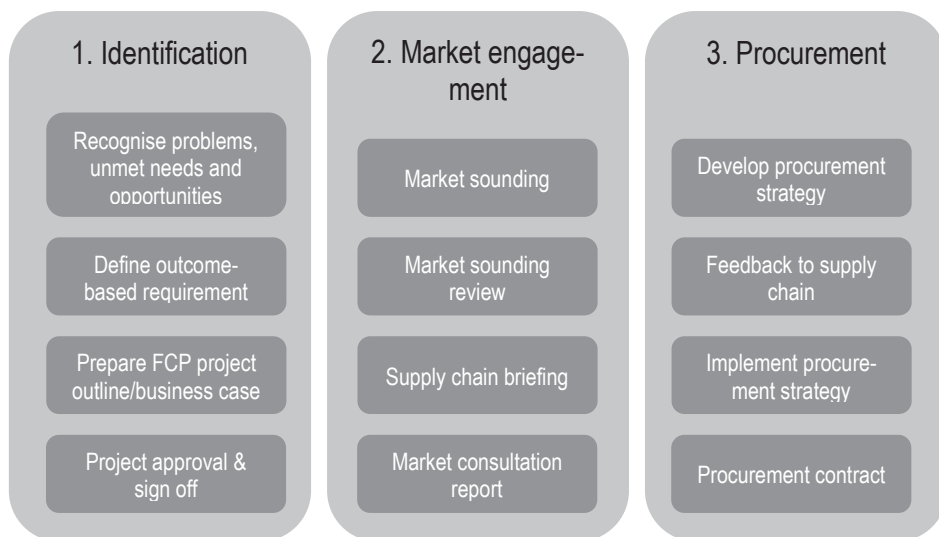 1. Identification
Recognise problems,
unmet needs and
opportunities
Define outcome-
based requirement
Prepare FCP project
outline/business case
Project approval &
sign off
2. Market engage-
ment
Market sounding
Market sounding
review
Supply chain briefing
Market consultation
report
3. Procurement
Develop procurement
strategy
Feedback to supply
chain
Implement procure-
ment strategy
Procurement contract